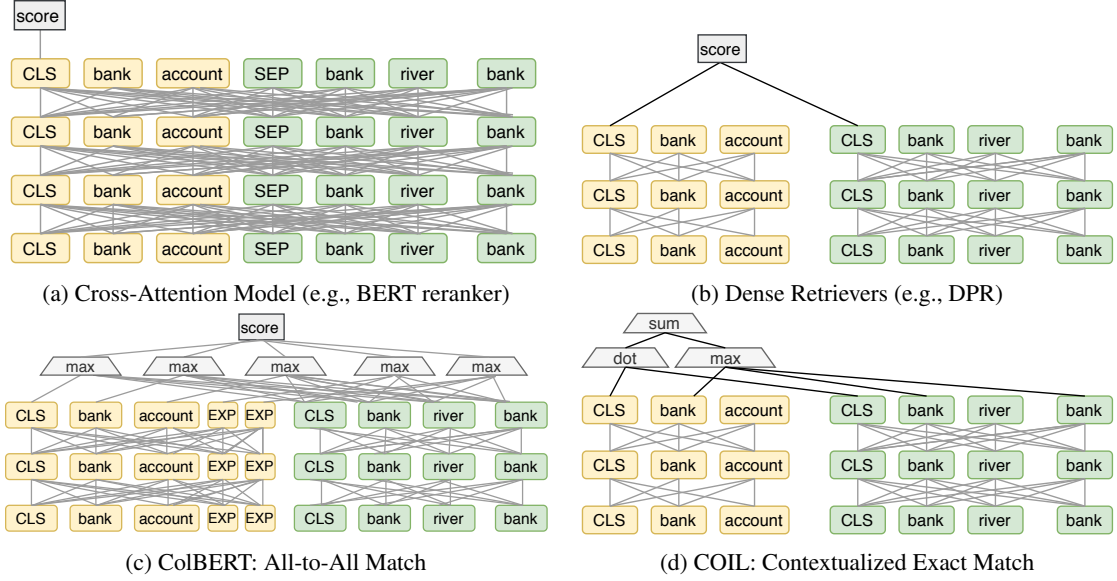 score
CLS bank account SEP bank river bank
CLS bank account SEP bank river bank
CLS bank account SEP bank river bank
CLS bank account SEP bank river bank
(a) Cross-Attention Model (e.g., BERT reranker)
score
CLS bank account CLS bank river bank
CLS bank account CLS bank river bank
CLS bank account CLS bank river bank
(b) Dense Retrievers (e.g., DPR)
score
max max max max max
CLS bank account EXP EXP CLS bank river bank
CLS bank account EXP EXP CLS bank river bank
CLS bank account EXP EXP CLS bank river bank
(c) ColBERT: All-to-All Match
sum
dot max
CLS bank account CLS bank river bank
CLS bank account CLS bank river bank
CLS bank account CLS bank river bank
(d) COIL: Contextualized Exact Match